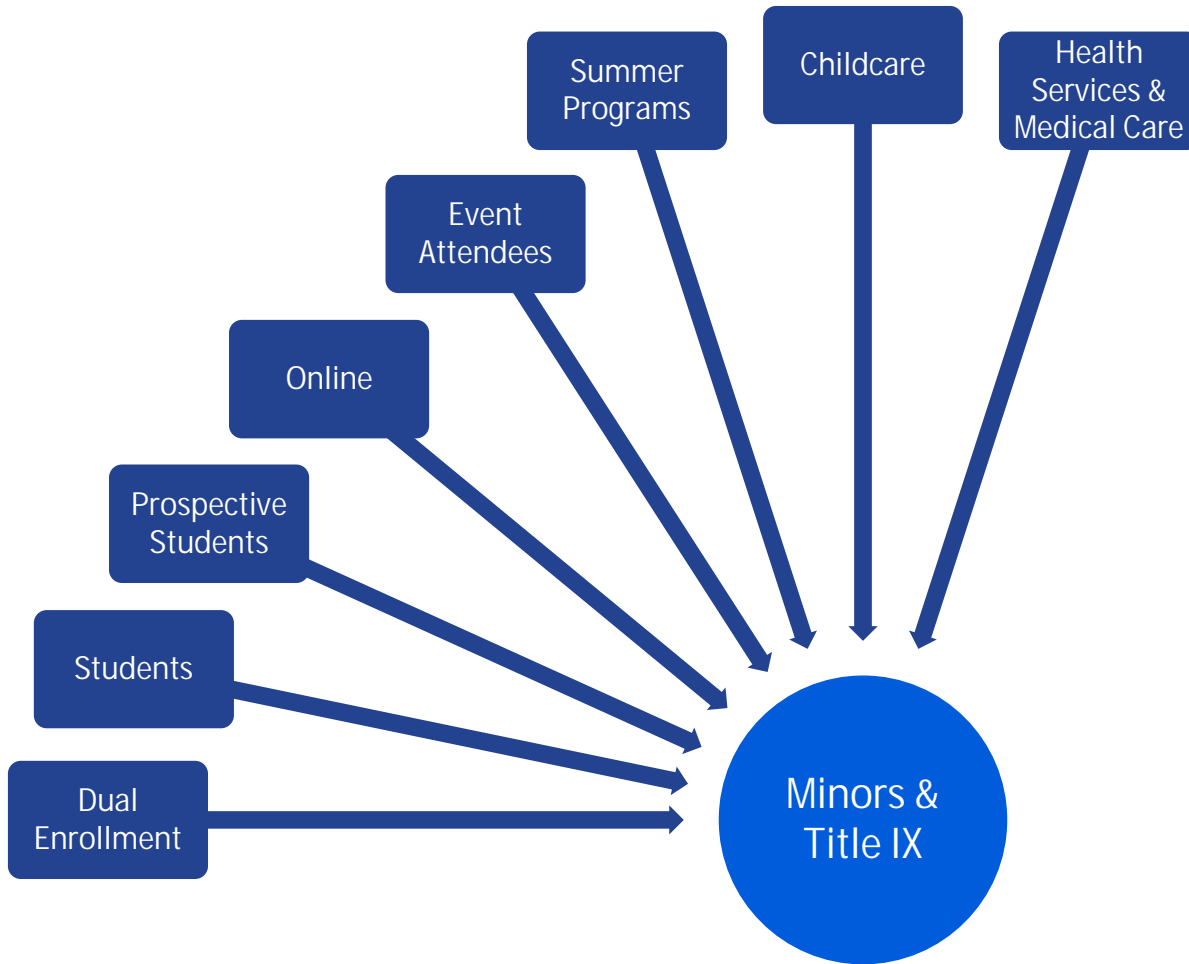 Health
Services &
Medical Care
Childcare
Summer
Programs
Event
Attendees
Online
Prospective
Students
Students
Dual
Enrollment
Minors &
Title IX